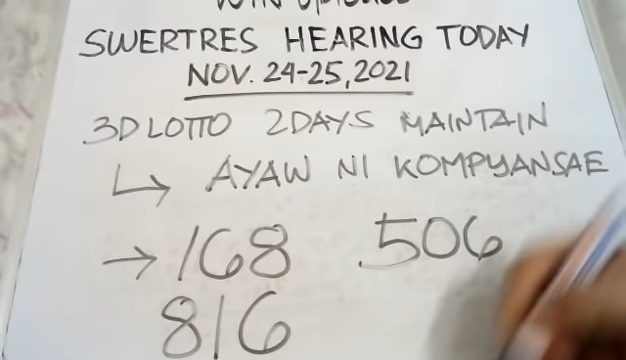 SWERTRES HEARING TODAY
NOV. 24-25, 2021
3D LOTTO 2DAYS MAINTAIN
↳ AYAW NI KOMPYANSAE
→ 168 506
816